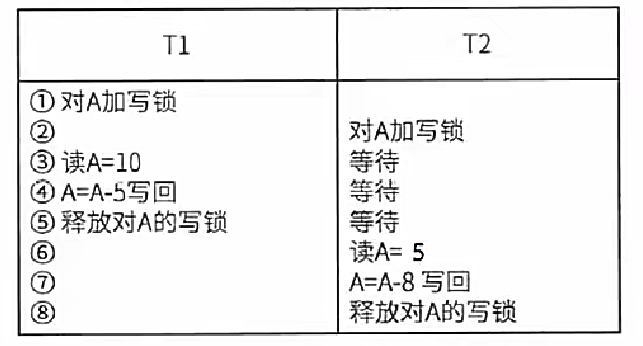 T1 T2
① 对A加写锁
② 对A加写锁
③ 读A=10 等待
④ A=A-5写回 等待
⑤ 释放对A的写锁 等待
⑥ 读A= 5
⑦ A=A-8 写回
⑧ 释放对A的写锁